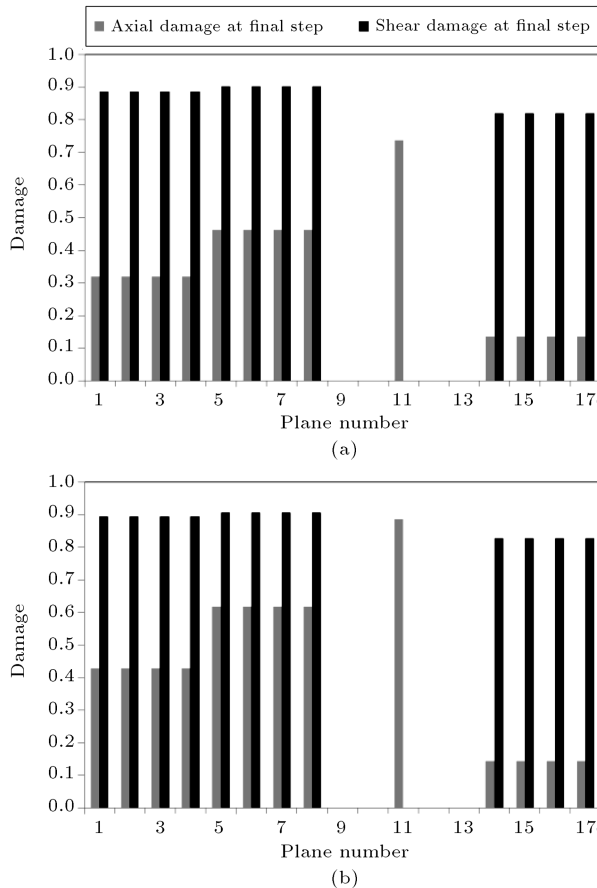 Axial damage at final step Shear damage at final step
1.0
0.9
0.8
0.7
0.6
0.5
0.4
0.3
0.2
0.1
0.0
Damage
1 3 5 7 9 11 13 15 17
Plane number
(a)
1.0
0.9
0.8
0.7
0.6
0.5
0.4
0.3
0.2
0.1
0.0
Damage
1 3 5 7 9 11 13 15 17
Plane number
(b)